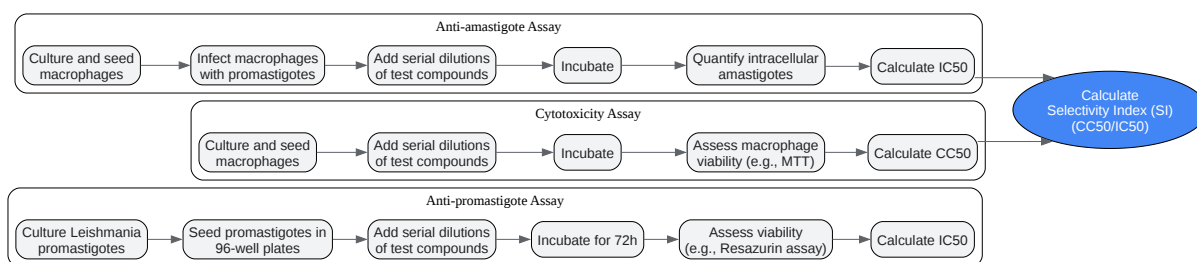 Anti-amastigote Assay
Culture and seed
macrophages
Infect macrophages
with promastigotes
Add serial dilutions
of test compounds
Incubate
Quantify intracellular
amastigotes
Calculate IC50
Calculate
Selectivity Index (SI)
(CC50/IC50)
Cytotoxicity Assay
Culture and seed
macrophages
Add serial dilutions
of test compounds
Incubate
Assess macrophage
viability (e.g., MTT)
Calculate CC50
Anti-promastigote Assay
Culture Leishmania
promastigotes
Seed promastigotes in
96-well plates
Add serial dilutions
of test compounds
Incubate for 72h
Assess viability
(e.g., Resazurin assay)
Calculate IC50